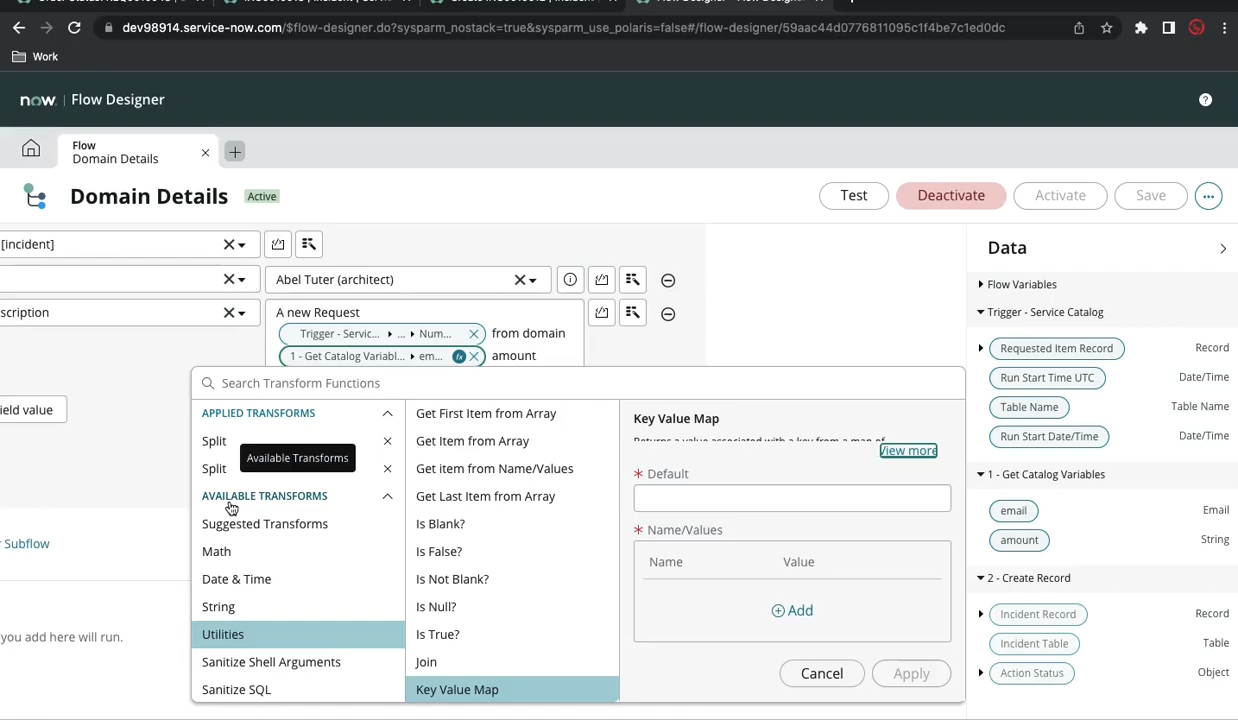 dev98914.service-now.com/$flow-designer.do?sysparm_nostack=true&sysparm_use_polaris=false#/flow-designer/59aac44d0776811095c1f4be7c1ed0dc
Work
now. | Flow Designer
?
Flow
Domain Details
Domain Details
Active
Test
Deactivate
Activate
Save
[incident]
Abel Tuter (architect)
scription
A new Request
Trigger - Servic... ... Num... from domain
1 - Get Catalog Variabl... em... fx amount
ield value
Subflow
you add here will run.
Search Transform Functions
APPLIED TRANSFORMS
Split
Split
Available Transforms
AVAILABLE TRANSFORMS
Suggested Transforms
Math
Date & Time
String
Utilities
Sanitize Shell Arguments
Sanitize SQL
Get First Item from Array
Get Item from Array
Get item from Name/Values
Get Last Item from Array
Is Blank?
Is False?
Is Not Blank?
Is Null?
Is True?
Join
Key Value Map
Key Value Map
Returns a value associated with a key from a map of
View more
* Default
* Name/Values
Name Value
Add
Cancel
Apply
Data
Flow Variables
Trigger - Service Catalog
Requested Item Record Record
Run Start Time UTC Date/Time
Table Name Table Name
Run Start Date/Time Date/Time
1 - Get Catalog Variables
email Email
amount String
2 - Create Record
Incident Record Record
Incident Table Table
Action Status Object